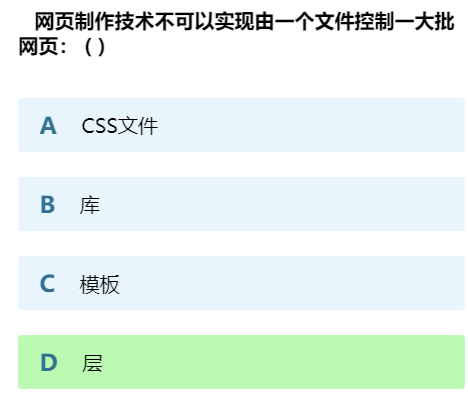 网页制作技术不可以实现由一个文件控制一大批
网页：( )
A CSS文件
B 库
C 模板
D 层